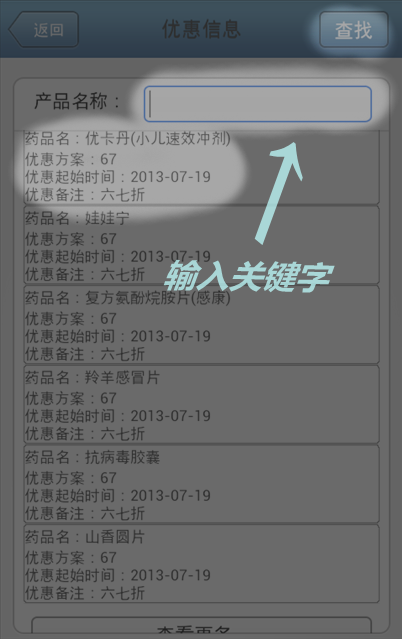 返回
优惠信息
查找
产品名称：
药品名：优卡丹(小儿速效冲剂)
优惠方案：67
优惠起始时间：2013-07-19
优惠备注：六七折
药品名：娃娃宁
优惠方案：67
优惠起始时间：2013-07-19
优惠备注：六七折
输入关键字
药品名：复方氨酚烷胺片(感康)
优惠方案：67
优惠起始时间：2013-07-19
优惠备注：六七折
药品名：羚羊感冒片
优惠方案：67
优惠起始时间：2013-07-19
优惠备注：六七折
药品名：抗病毒胶囊
优惠方案：67
优惠起始时间：2013-07-19
优惠备注：六七折
药品名：山香圆片
优惠方案：67
优惠起始时间：2013-07-19
优惠备注：六七折
查看更多